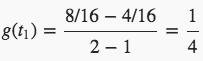 g(t₁) = (8/16 − 4/16)/(2 − 1) = 1/4